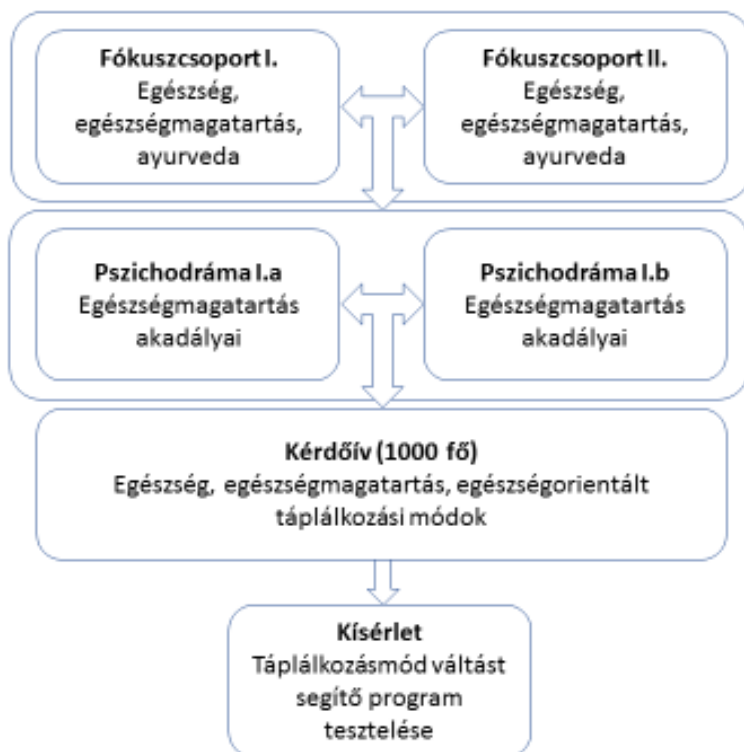 Fókuszcsoport I.
Egészség,
egészségmagatartás,
ayurveda
Fókuszcsoport II.
Egészség,
egészségmagatartás,
ayurveda
Pszichodráma I.a
Egészségmagatartás
akadályai
Pszichodráma I.b
Egészségmagatartás
akadályai
Kérdőív (1000 fő)
Egészség, egészségmagatartás, egészségorientált
táplálkozási módok
Kísérlet
Táplálkozásmód váltást
segítő program
tesztelése